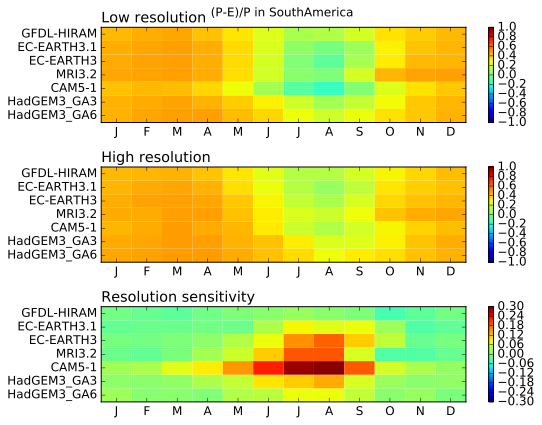 (P-E)/P in SouthAmerica
Low resolution
GFDL-HIRAM
EC-EARTH3.1
EC-EARTH3
MRI3.2
CAM5-1
HadGEM3_GA3
HadGEM3_GA6
J F M A M J J A S O N D
1.0
0.8
0.6
0.4
0.2
0.0
−0.2
−0.4
−0.6
−0.8
−1.0
High resolution
GFDL-HIRAM
EC-EARTH3.1
EC-EARTH3
MRI3.2
CAM5-1
HadGEM3_GA3
HadGEM3_GA6
J F M A M J J A S O N D
1.0
0.8
0.6
0.4
0.2
0.0
−0.2
−0.4
−0.6
−0.8
−1.0
Resolution sensitivity
GFDL-HIRAM
EC-EARTH3.1
EC-EARTH3
MRI3.2
CAM5-1
HadGEM3_GA3
HadGEM3_GA6
J F M A M J J A S O N D
0.30
0.24
0.18
0.12
0.06
0.00
−0.06
−0.12
−0.18
−0.24
−0.30